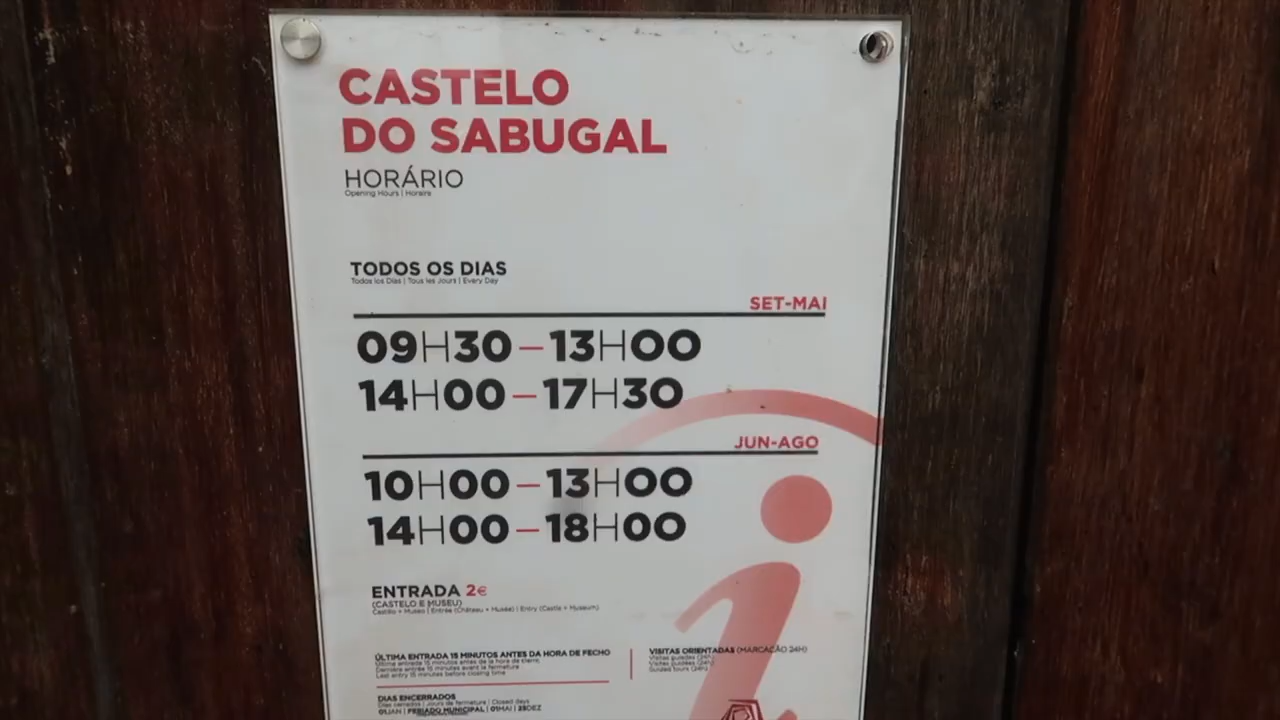 CASTELO
DO SABUGAL
HORÁRIO
Opening Hours | Horaire
TODOS OS DIAS
Todos los Días | Tous les Jours | Every Day
SET-MAI
09H30 – 13H00
14H00 – 17H30
JUN-AGO
10H00 – 13H00
14H00 – 18H00
ENTRADA 2€
(CASTELO E MUSEU)
Castillo + Museo | Entrée (Château + Musée) | Entry (Castle + Museum)
ÚLTIMA ENTRADA 15 MINUTOS ANTES DA HORA DE FECHO
Última entrada 15 minutos antes de la hora de cierre
Dernière entrée 15 minutes avant la fermeture
Last entry 15 minutes before closing time
VISITAS ORIENTADAS (MARCAÇÃO 24H)
Visitas guiadas (24h)
Visites guidées (24h)
Guided tours (24h)
DIAS ENCERRADOS
Días cerrados | Jours de fermeture | Closed days
01JAN | FERIADO MUNICIPAL | 01MAI | 25DEZ